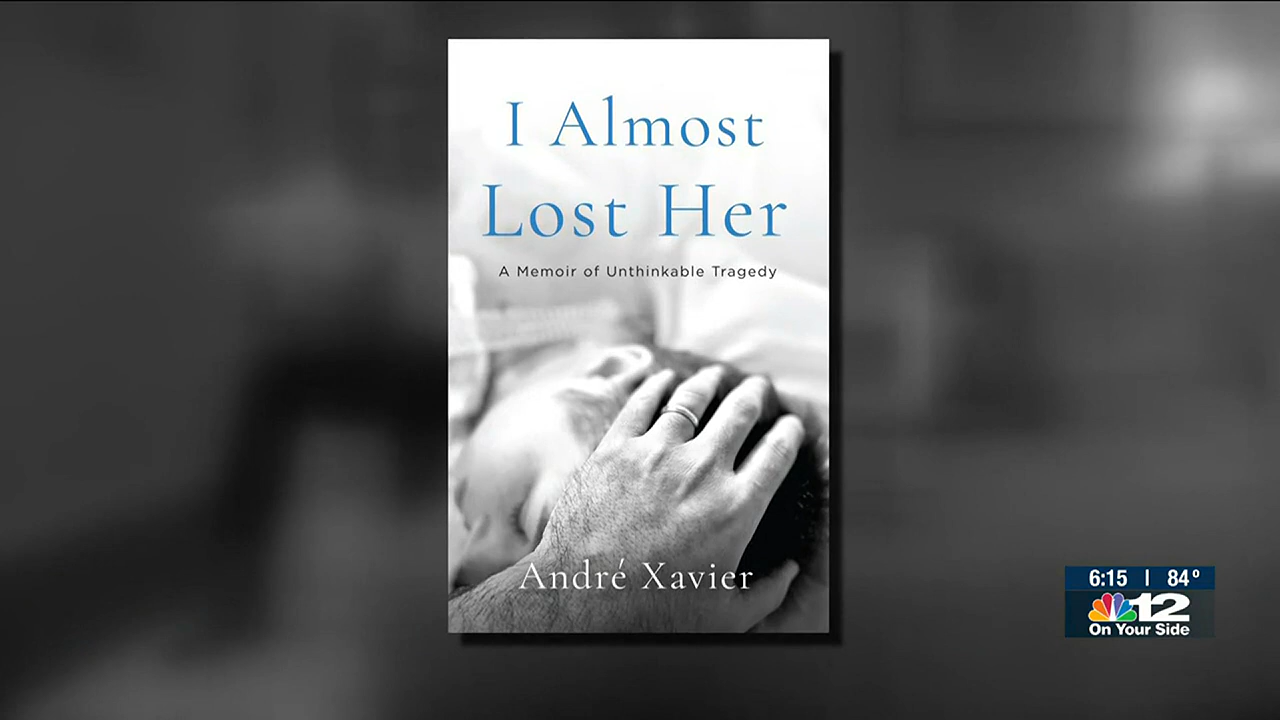 I Almost
Lost Her
A Memoir of Unthinkable Tragedy
André Xavier
6:15 | 84°
12
On Your Side